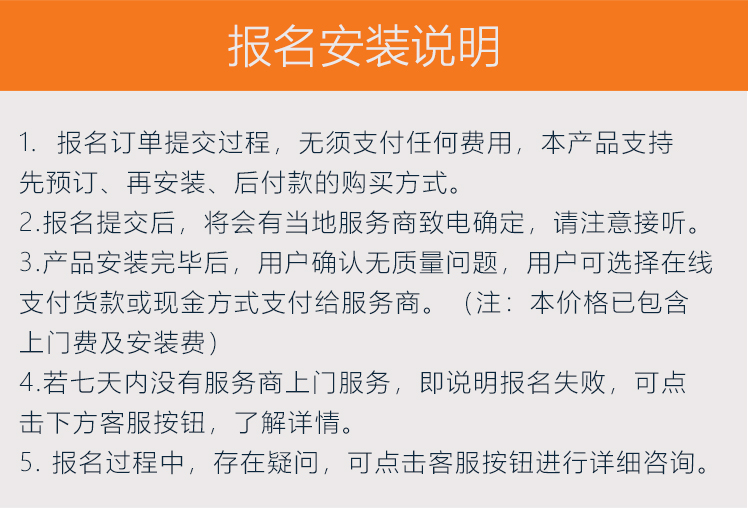 报名安装说明
1. 报名订单提交过程，无须支付任何费用，本产品支持
先预订、再安装、后付款的购买方式。
2.报名提交后，将会有当地服务商致电确定，请注意接听。
3.产品安装完毕后，用户确认无质量问题，用户可选择在线
支付货款或现金方式支付给服务商。（注：本价格已包含
上门费及安装费）
4.若七天内没有服务商上门服务，即说明报名失败，可点
击下方客服按钮，了解详情。
5. 报名过程中，存在疑问，可点击客服按钮进行详细咨询。